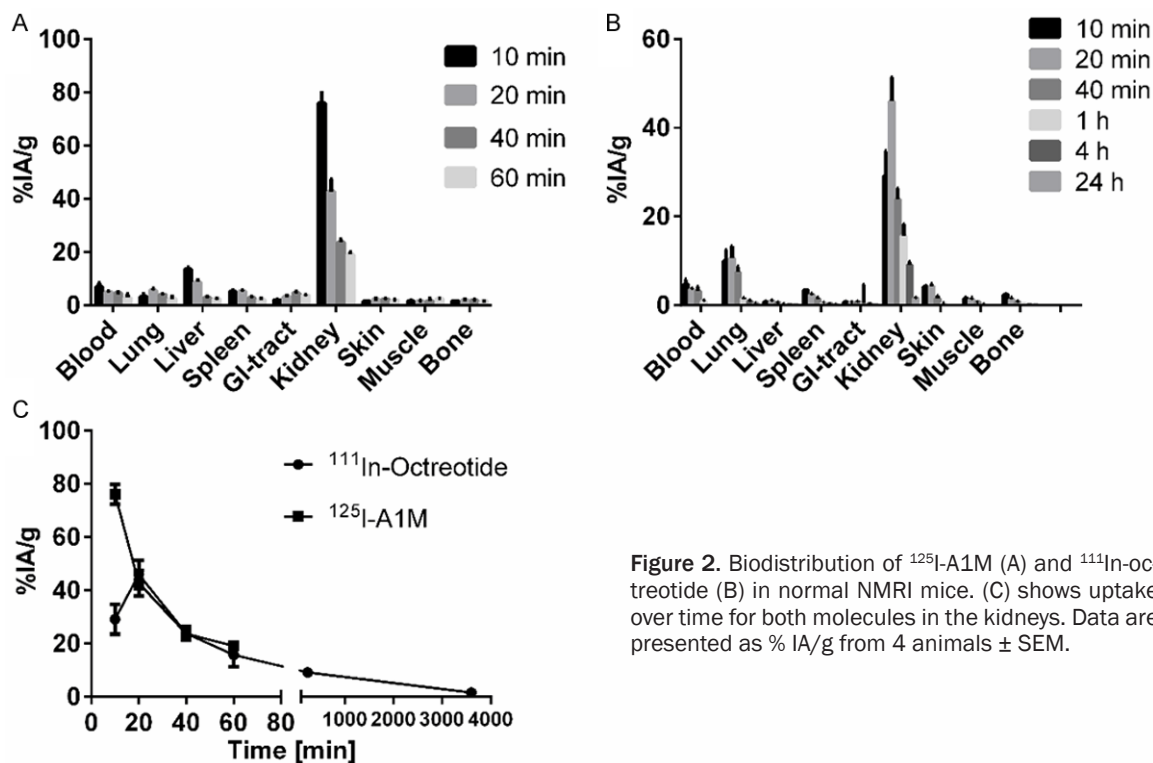 A
100
80
60
40
20
0
%IA/g
10 min
20 min
40 min
60 min
Blood
Lung
Liver
Spleen
GI-tract
Kidney
Skin
Muscle
Bone
B
60
40
20
0
%IA/g
10 min
20 min
40 min
1 h
4 h
24 h
Blood
Lung
Liver
Spleen
GI-tract
Kidney
Skin
Muscle
Bone
C
100
80
60
40
20
0
%IA/g
¹¹¹In-Octreotide
¹²⁵I-A1M
0 20 40 60 80 1000 2000 3000 4000
Time [min]
Figure 2. Biodistribution of ¹²⁵I-A1M (A) and ¹¹¹In-oc-
treotide (B) in normal NMRI mice. (C) shows uptake
over time for both molecules in the kidneys. Data are
presented as % IA/g from 4 animals ± SEM.